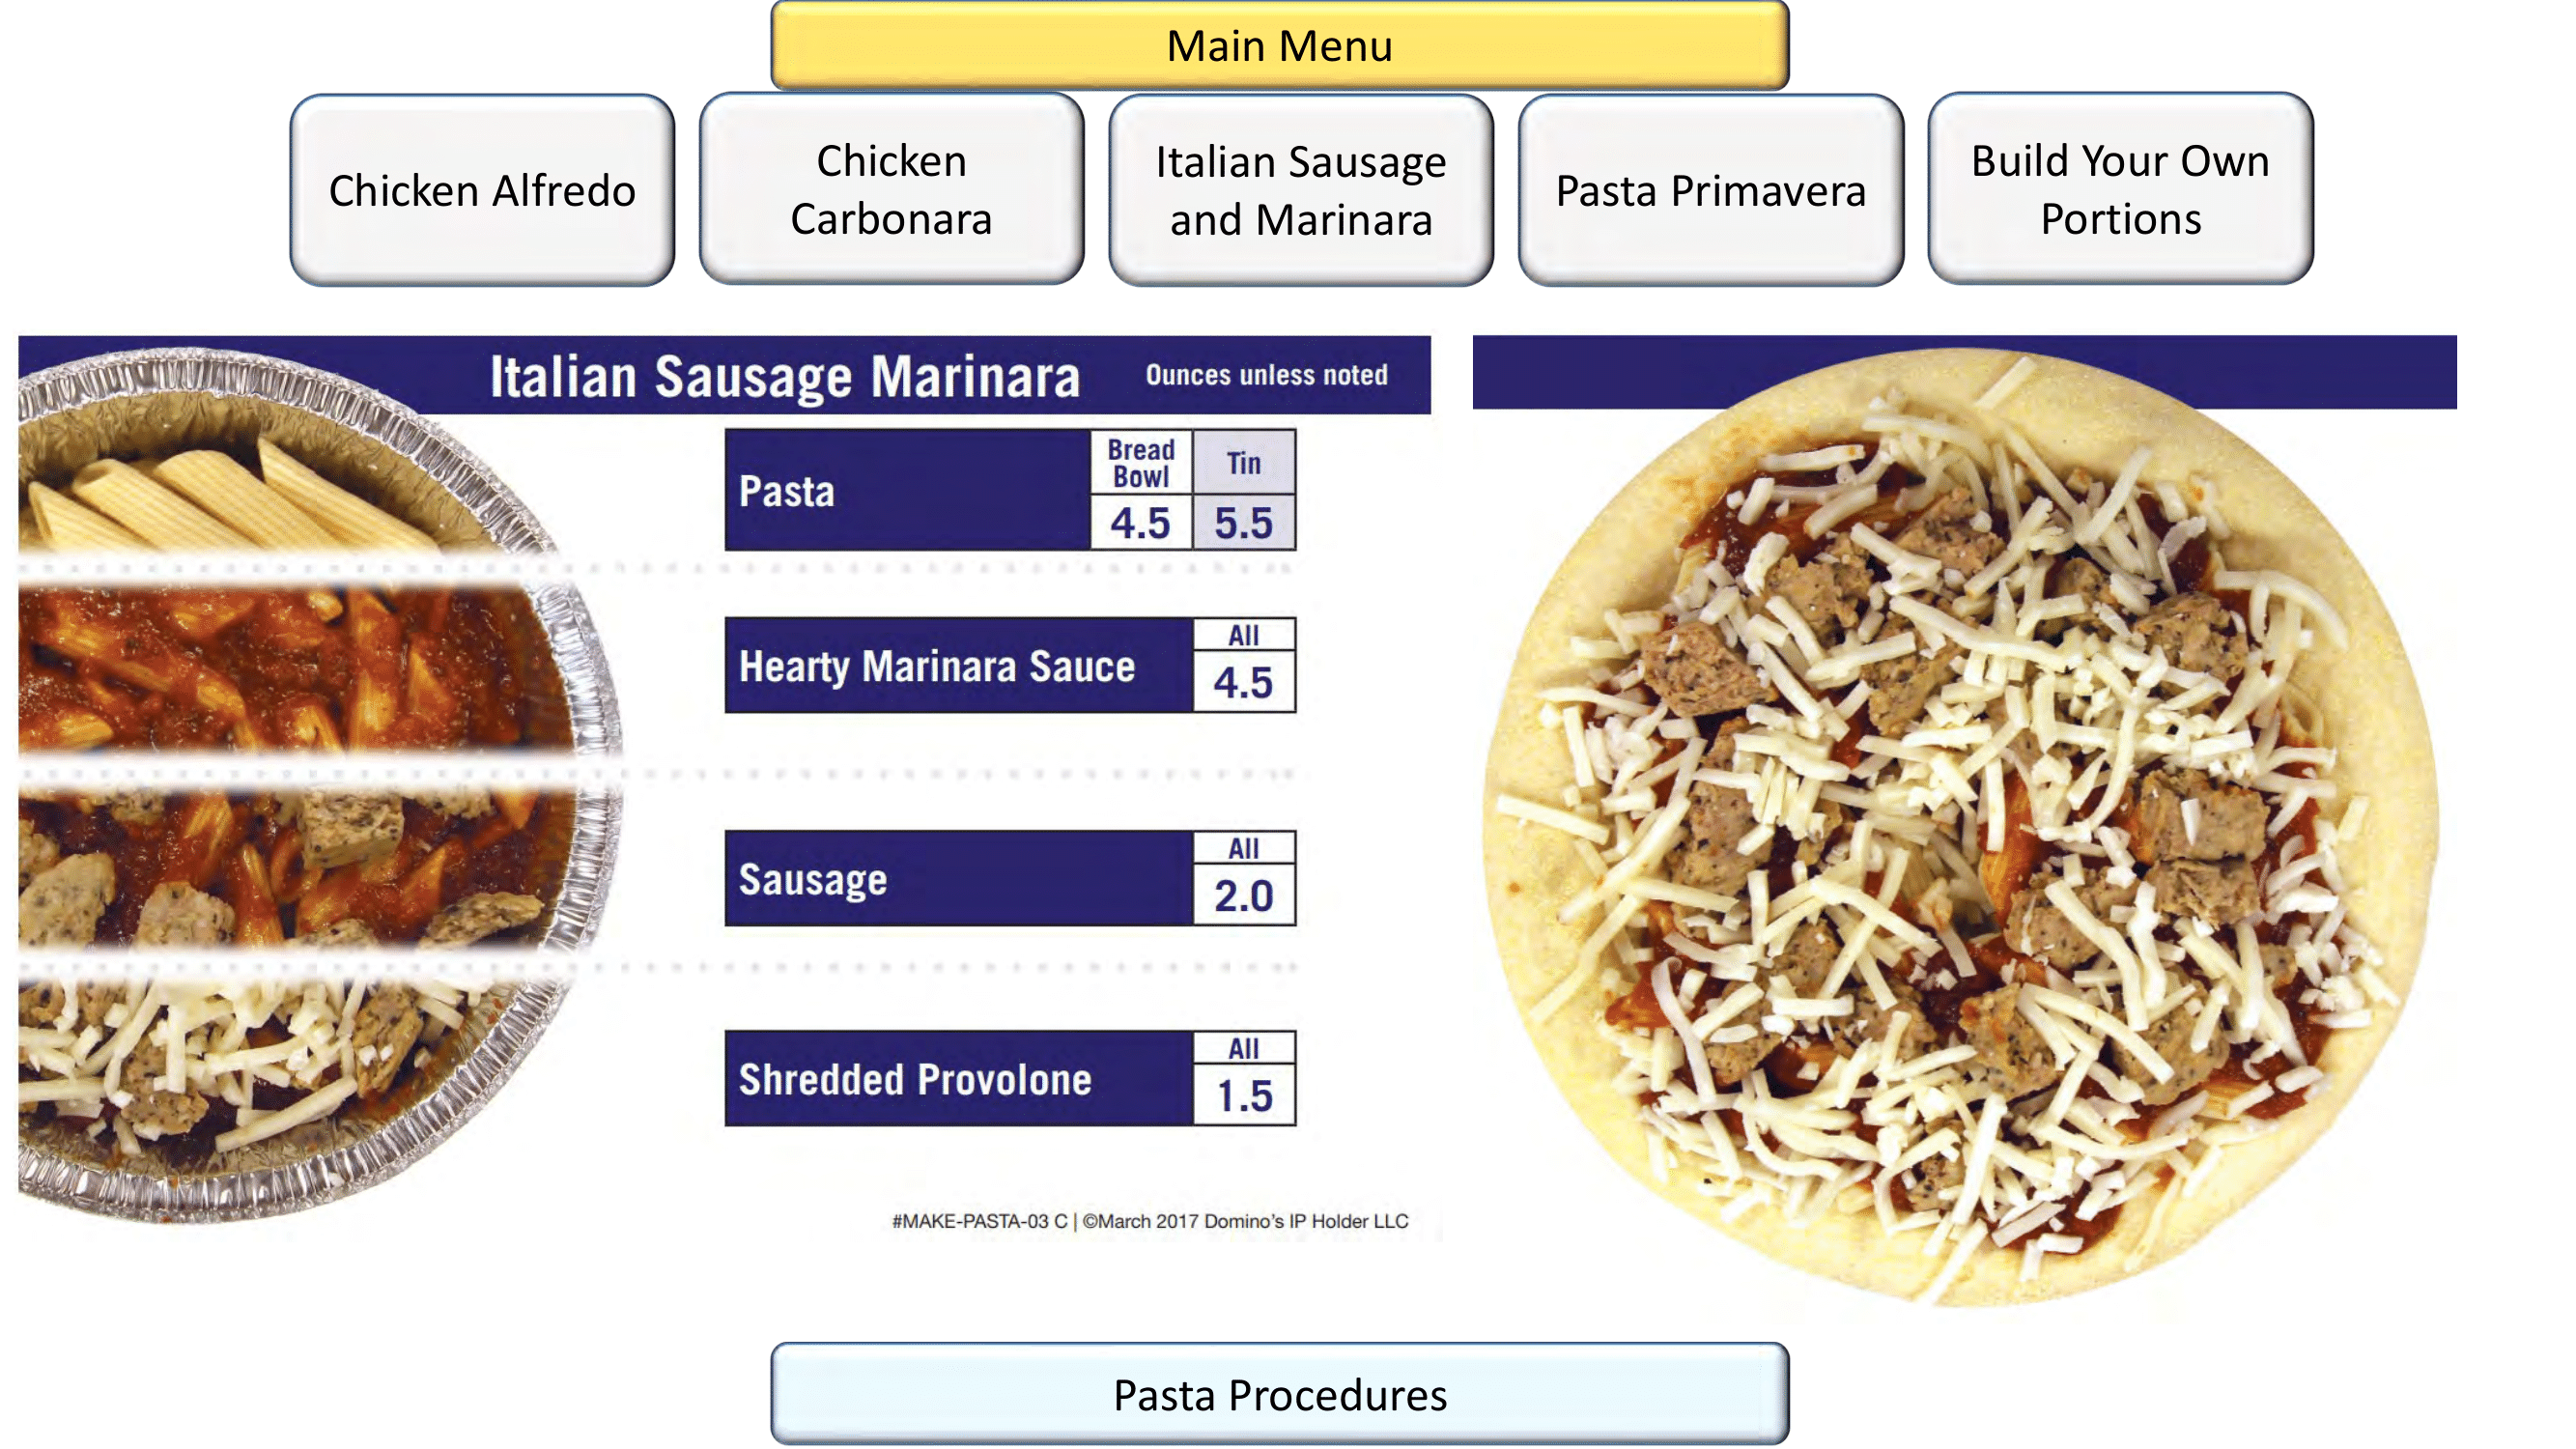 Main Menu
Chicken Alfredo
Chicken
Carbonara
Italian Sausage
and Marinara
Pasta Primavera
Build Your Own
Portions
Italian Sausage Marinara
Ounces unless noted
Pasta
Bread
Bowl
Tin
4.5
5.5
Hearty Marinara Sauce
All
4.5
Sausage
All
2.0
Shredded Provolone
All
1.5
#MAKE-PASTA-03 C | ©March 2017 Domino's IP Holder LLC
Pasta Procedures